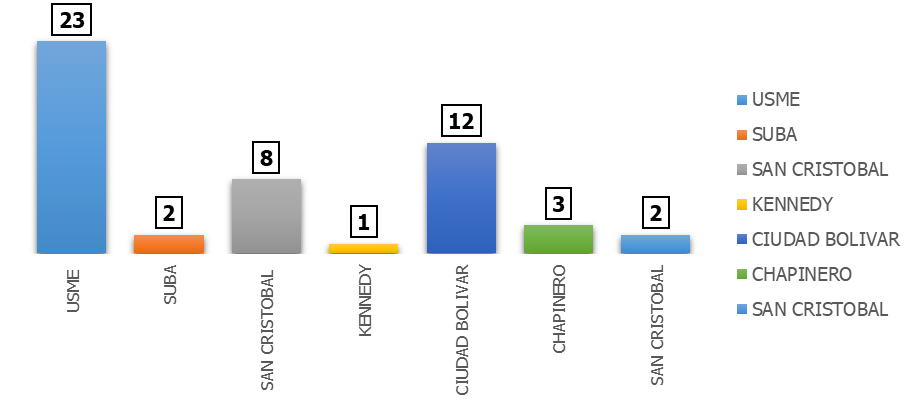 23
2
8
1
12
3
2
USME
SUBA
SAN CRISTOBAL
KENNEDY
CIUDAD BOLIVAR
CHAPINERO
SAN CRISTOBAL
USME
SUBA
SAN CRISTOBAL
KENNEDY
CIUDAD BOLIVAR
CHAPINERO
SAN CRISTOBAL